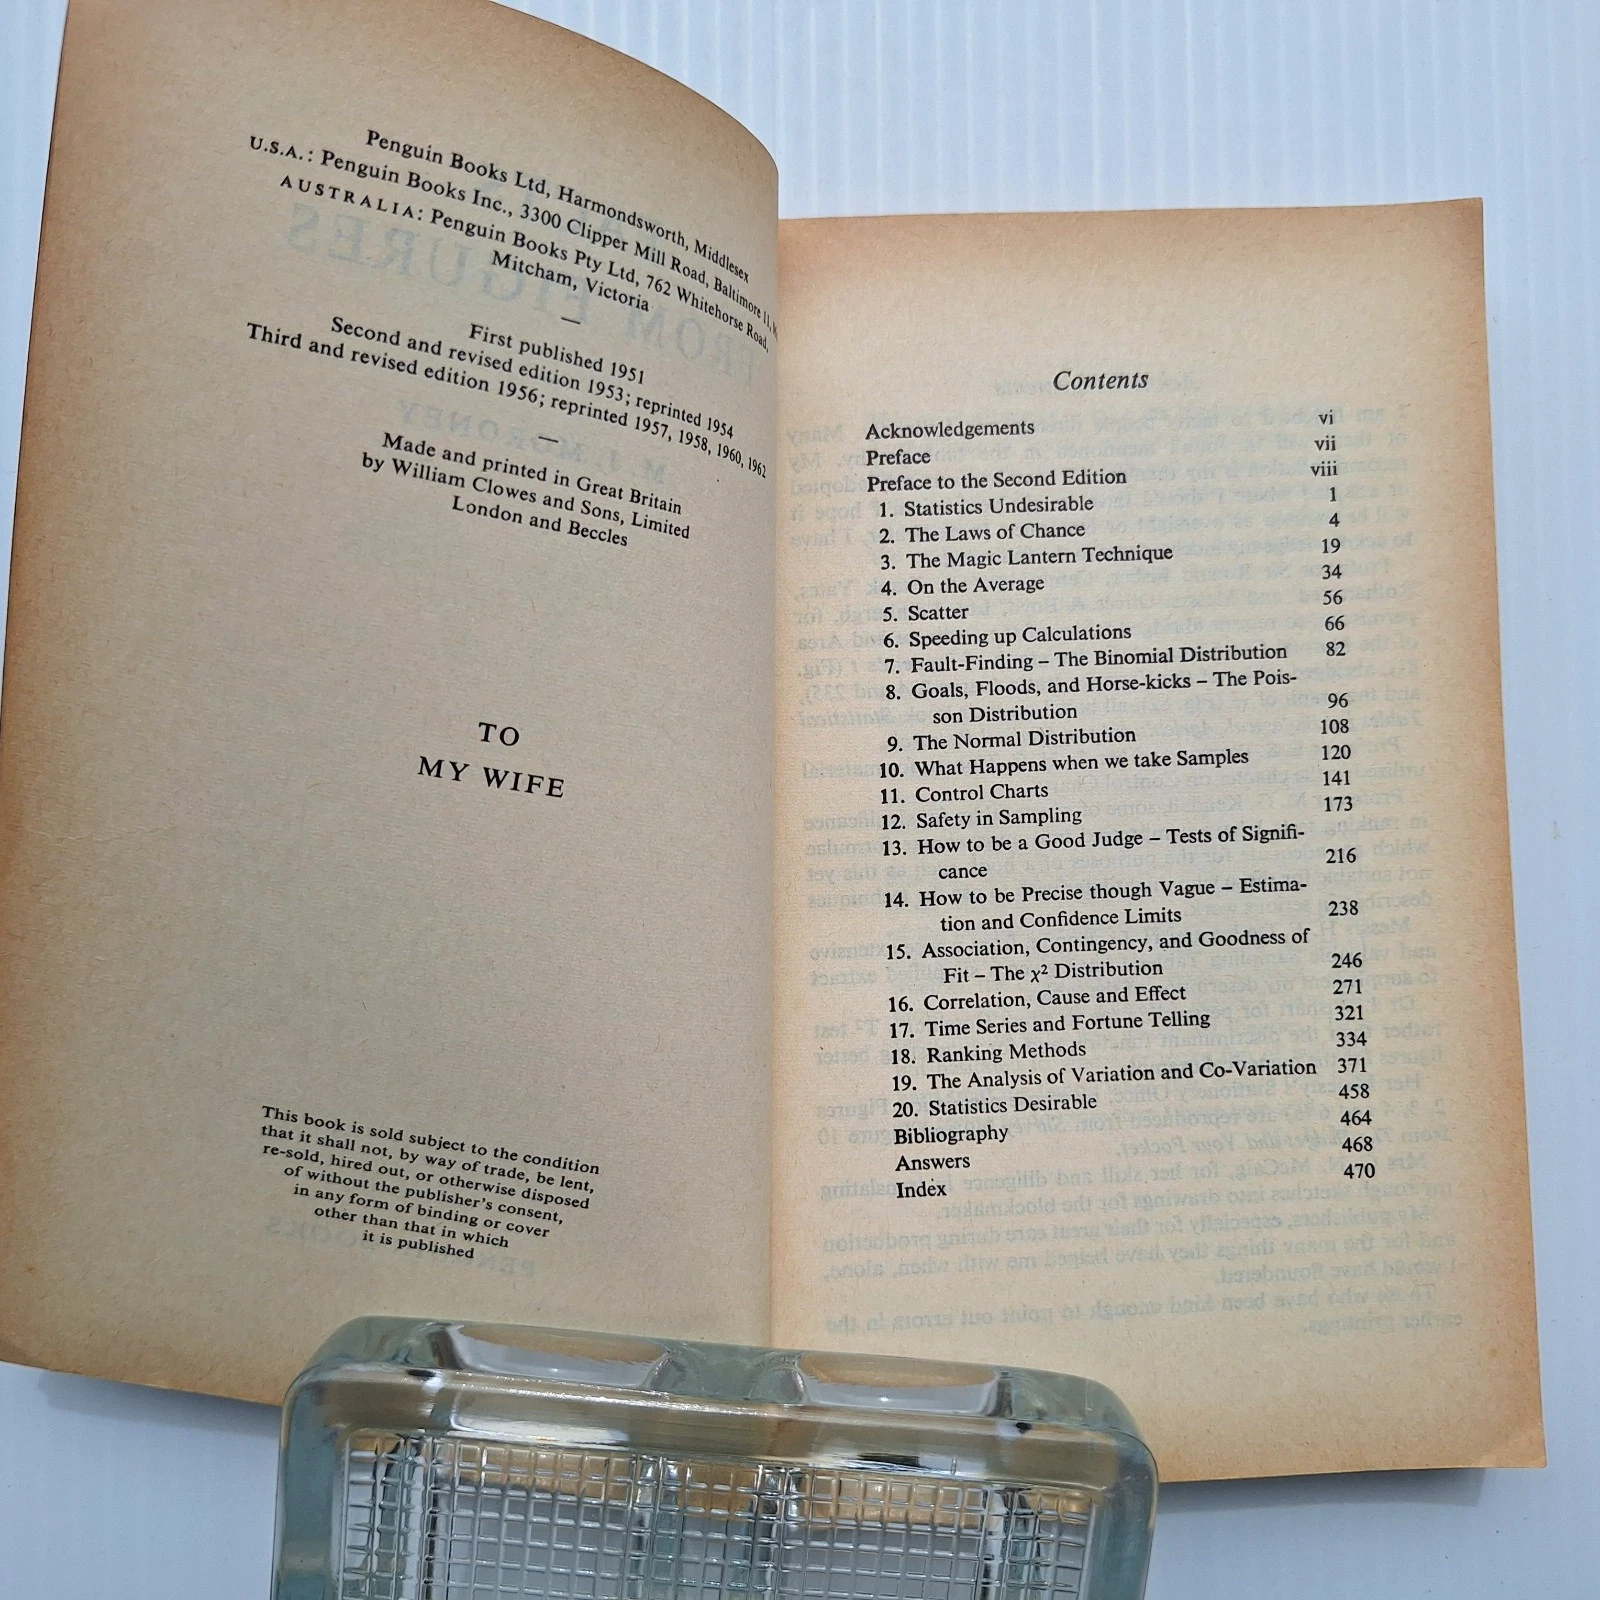 Penguin Books Ltd, Harmondsworth, Middlesex
U.S.A.: Penguin Books Inc., 3300 Clipper Mill Road, Baltimore 11,
AUSTRALIA: Penguin Books Pty Ltd, 762 Whitehorse Road,
Mitcham, Victoria
—
First published 1951
Second and revised edition 1953; reprinted 1954
Third and revised edition 1956; reprinted 1957, 1958, 1960, 1962
—
Made and printed in Great Britain
by William Clowes and Sons, Limited
London and Beccles
TO
MY WIFE
This book is sold subject to the condition
that it shall not, by way of trade, be lent,
re-sold, hired out, or otherwise disposed
of without the publisher's consent,
in any form of binding or cover
other than that in which
it is published
Contents
Acknowledgements vi
Preface vii
Preface to the Second Edition viii
1. Statistics Undesirable 1
2. The Laws of Chance 4
3. The Magic Lantern Technique 19
4. On the Average 34
5. Scatter 56
6. Speeding up Calculations 66
7. Fault-Finding – The Binomial Distribution 82
8. Goals, Floods, and Horse-kicks – The Pois-
son Distribution 96
9. The Normal Distribution 108
10. What Happens when we take Samples 120
11. Control Charts 141
12. Safety in Sampling 173
13. How to be a Good Judge – Tests of Signifi-
cance 216
14. How to be Precise though Vague – Estima-
tion and Confidence Limits 238
15. Association, Contingency, and Goodness of
Fit – The χ² Distribution 246
16. Correlation, Cause and Effect 271
17. Time Series and Fortune Telling 321
18. Ranking Methods 334
19. The Analysis of Variation and Co-Variation 371
20. Statistics Desirable 458
Bibliography 464
Answers 468
Index 470